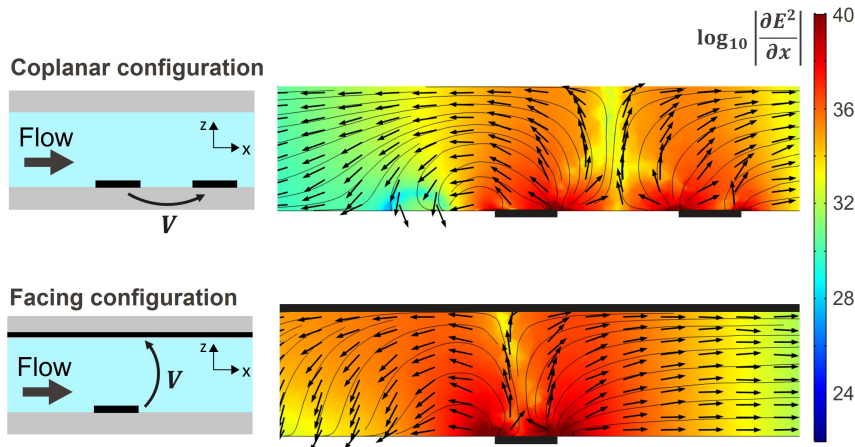 log₁₀ |∂E²/∂x|
40
Coplanar configuration
36
Flow
z
x
V
32
28
Facing configuration
Flow
z
x
V
24